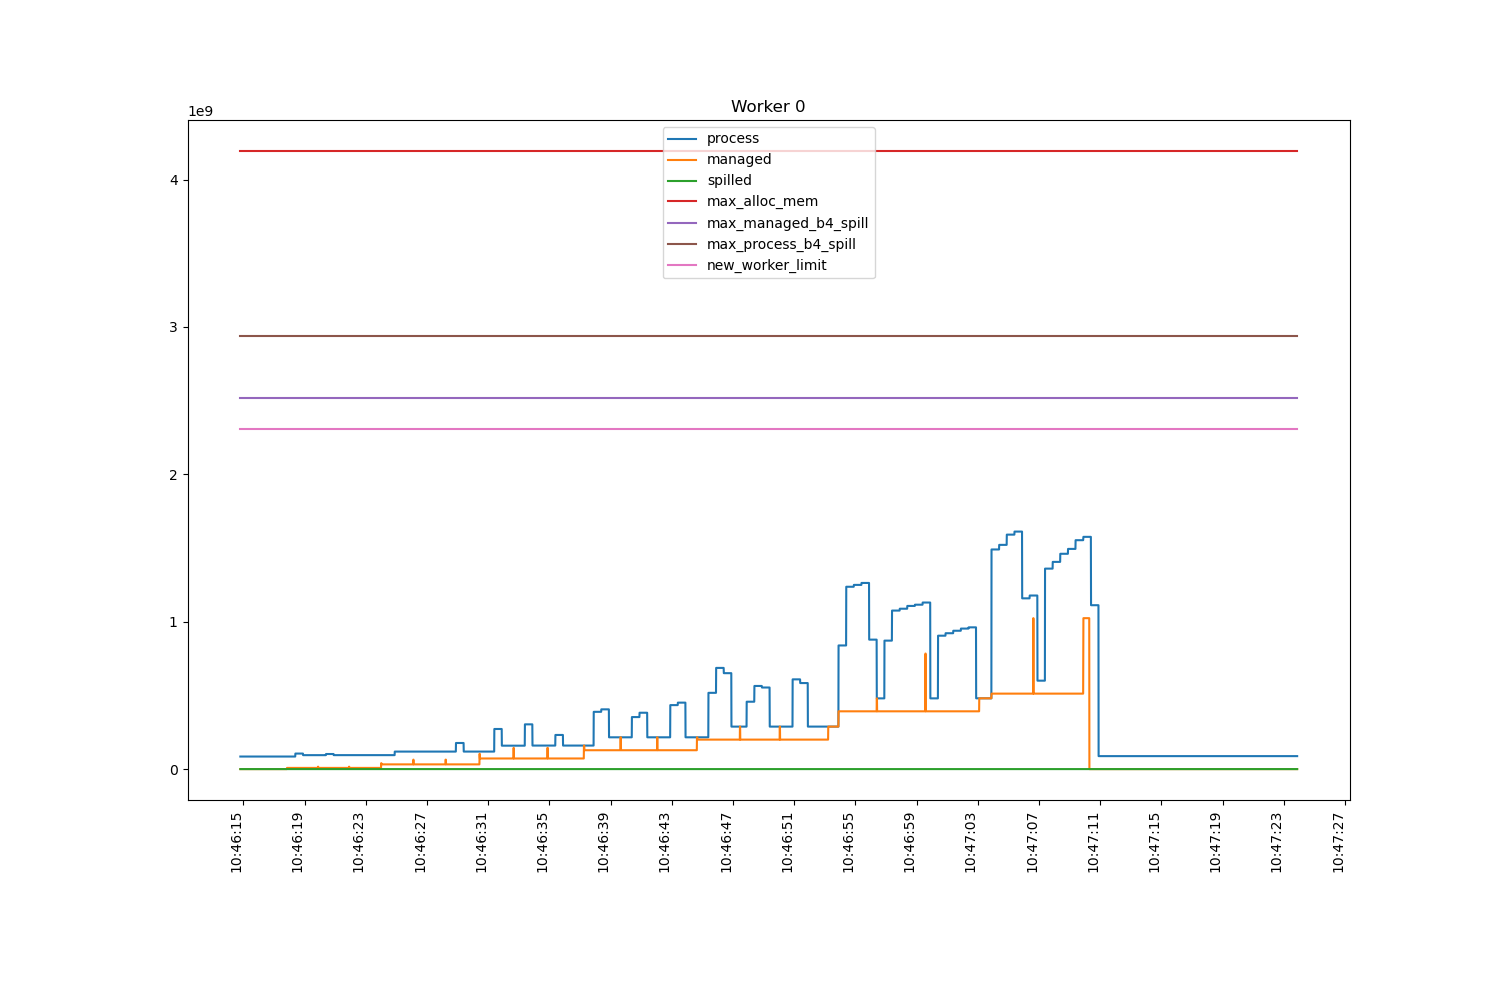 Worker 0
1e9
process
managed
spilled
max_alloc_mem
max_managed_b4_spill
max_process_b4_spill
new_worker_limit
4
3
2
1
0
10:46:15
10:46:19
10:46:23
10:46:27
10:46:31
10:46:35
10:46:39
10:46:43
10:46:47
10:46:51
10:46:55
10:46:59
10:47:03
10:47:07
10:47:11
10:47:15
10:47:19
10:47:23
10:47:27